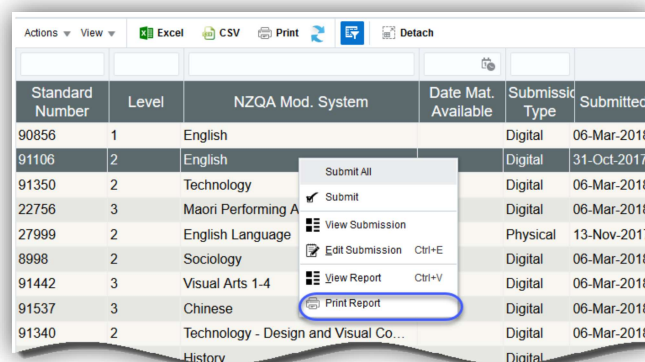 Actions View Excel CSV Print Detach
Standard Number Level NZQA Mod. System Date Mat. Available Submissio Type Submitted
90856 1 English Digital 06-Mar-2018
91106 2 English Digital 31-Oct-2017
Submit All
91350 2 Technology Digital 06-Mar-2018
Submit
22756 3 Maori Performing A Digital 06-Mar-2018
View Submission
27999 2 English Language Physical 13-Nov-2017
Edit Submission Ctrl+E
8998 2 Sociology Digital 06-Mar-2018
View Report Ctrl+V
91442 3 Visual Arts 1-4 Digital 06-Mar-2018
Print Report
91537 3 Chinese Digital 06-Mar-2018
91340 2 Technology - Design and Visual Co... Digital 06-Mar-2018
History Digital